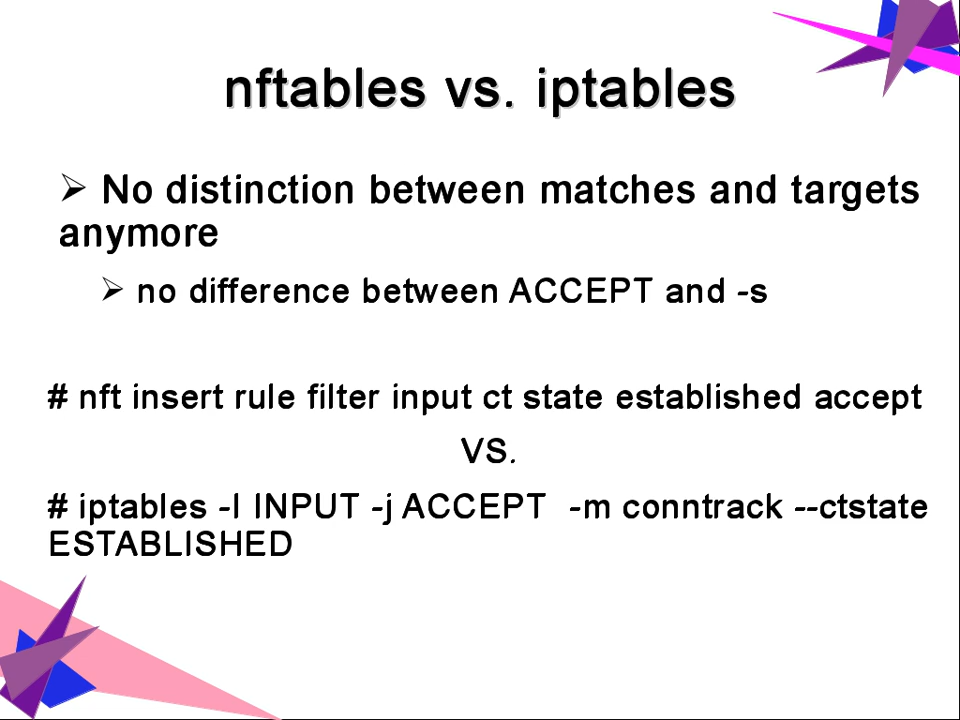 nftables vs. iptables
➢ No distinction between matches and targets
anymore
➢ no difference between ACCEPT and -s
# nft insert rule filter input ct state established accept
VS.
# iptables -I INPUT -j ACCEPT  -m conntrack --ctstate
ESTABLISHED